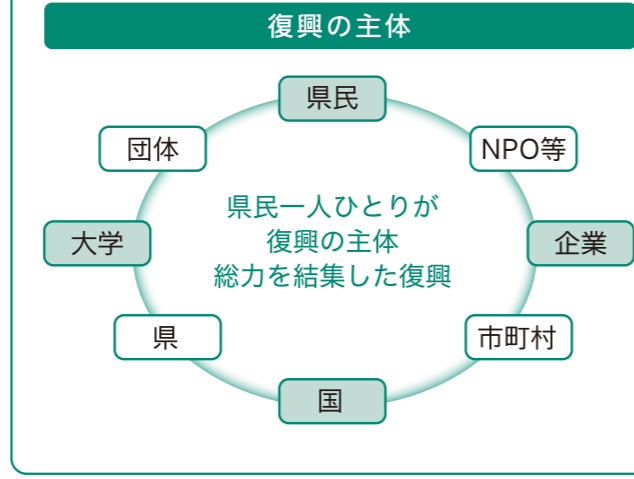 復興の主体
県民
団体
NPO等
県民一人ひとりが
復興の主体
総力を結集した復興
大学
企業
県
市町村
国